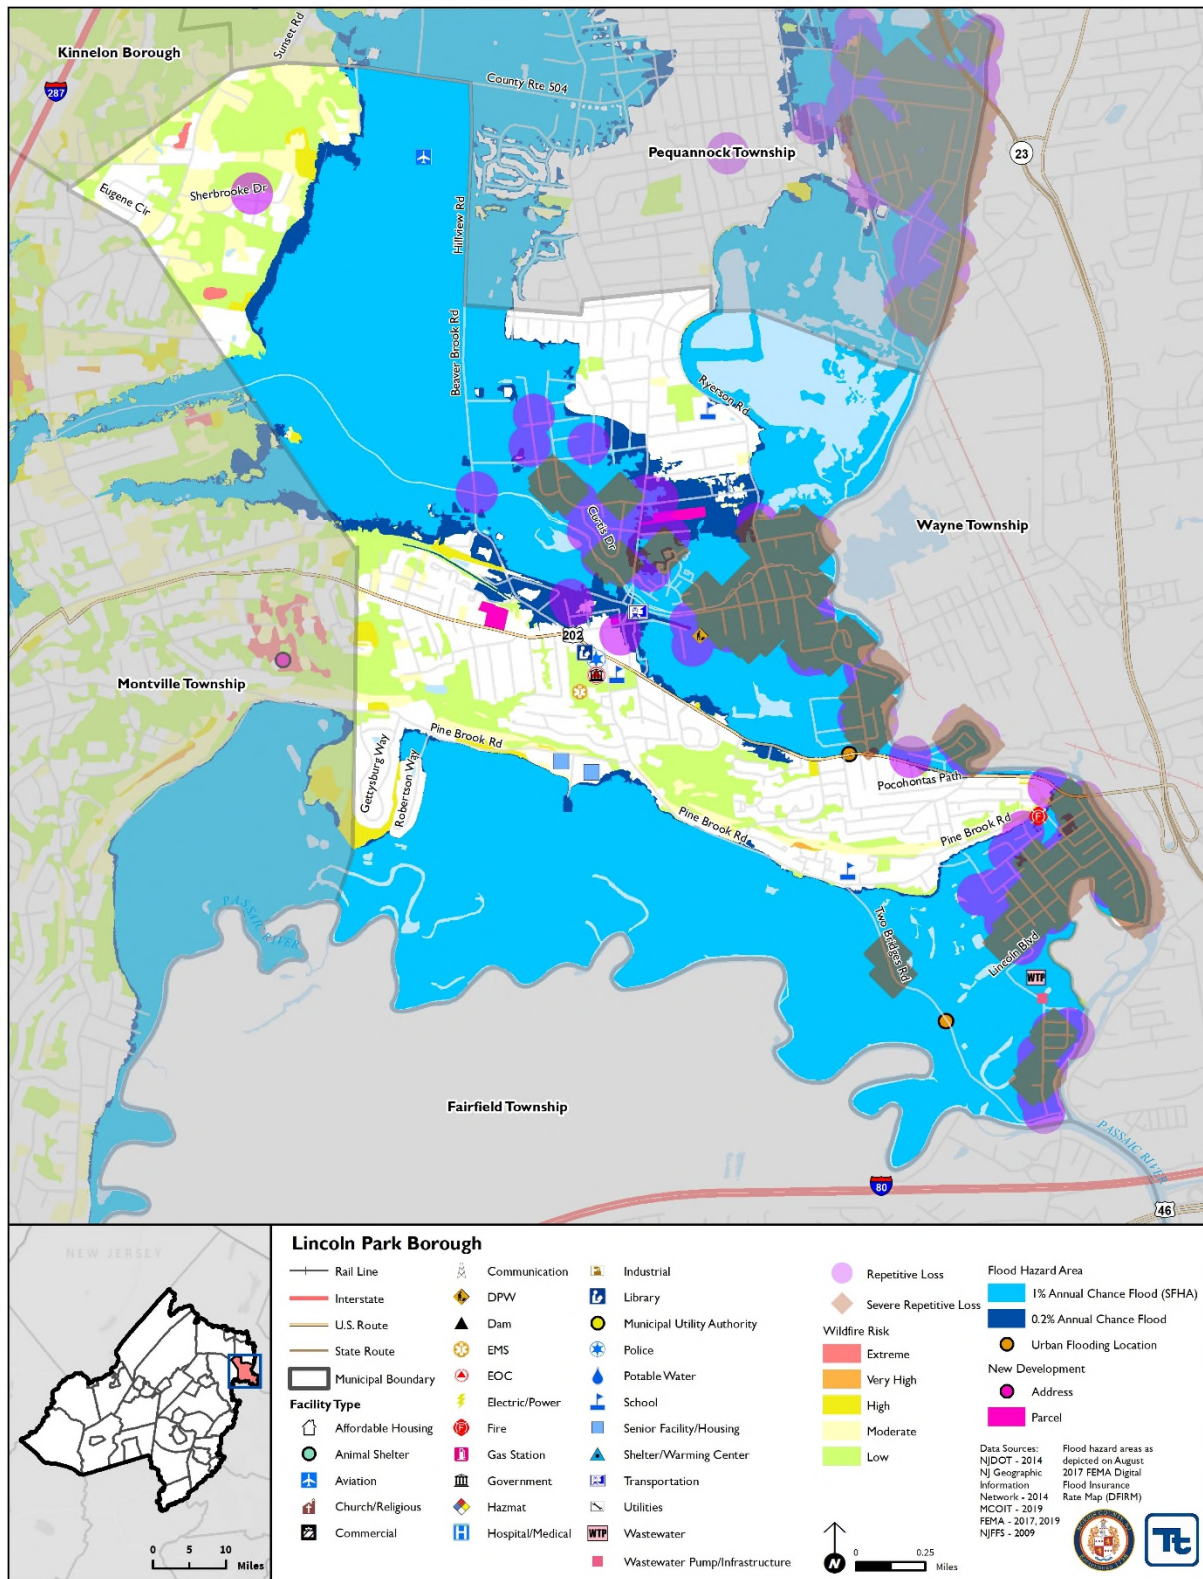 Kinnelon Borough
Sunset Rd
287
County Rte 504
Pequannock Township
23
Eugene Cir
Sherbrooke Dr
Hillview Rd
Beaver Brook Rd
Ryerson Rd
Curtis Dr
Wayne Township
202
Montville Township
Gettysburg Way
Robertson Way
Pine Brook Rd
Pocohontas Path
Pine Brook Rd
Pine Brook Rd
F
PASSAIC RIVER
Two Bridges Rd
Lincoln Blvd
WTP
Fairfield Township
PASSAIC RIVER
80
46
NEW JERSEY
0 5 10
Miles
Lincoln Park Borough
Rail Line
Interstate
U.S. Route
State Route
Municipal Boundary
Facility Type
Affordable Housing
Animal Shelter
Aviation
Church/Religious
Commercial
Communication
DPW
Dam
EMS
EOC
Electric/Power
Fire
Gas Station
Government
Hazmat
Hospital/Medical
Industrial
Library
Municipal Utility Authority
Police
Potable Water
School
Senior Facility/Housing
Shelter/Warming Center
Transportation
Utilities
WTP Wastewater
Wastewater Pump/Infrastructure
Repetitive Loss
Severe Repetitive Loss
Wildfire Risk
Extreme
Very High
High
Moderate
Low
Flood Hazard Area
1% Annual Chance Flood (SFHA)
0.2% Annual Chance Flood
Urban Flooding Location
New Development
Address
Parcel
Data Sources:
NJDOT - 2014
NJ Geographic
Information
Network - 2014
MCOIT - 2019
FEMA - 2017, 2019
NJFFS - 2009
Flood hazard areas as
depicted on August
2017 FEMA Digital
Flood Insurance
Rate Map (DFIRM)
N
0 0.25
Miles
Tt